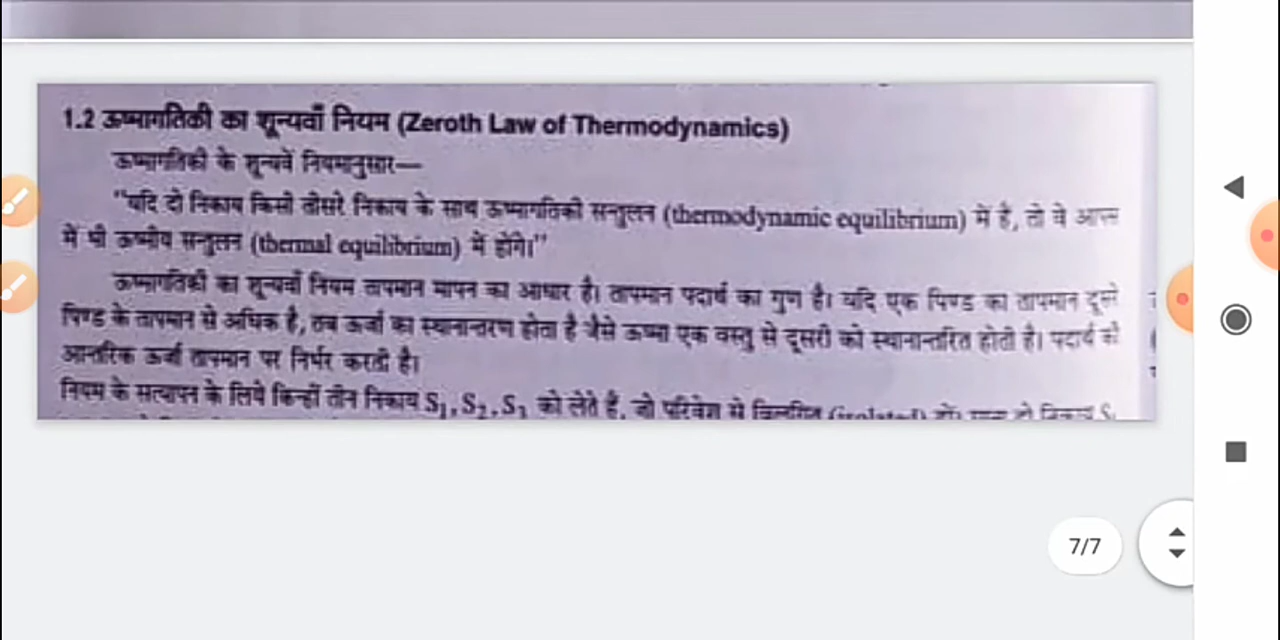 1.2 ऊष्मागतिकी का शून्यवाँ नियम (Zeroth Law of Thermodynamics)
ऊष्मागतिकी के शून्यवें नियमानुसार—
"यदि दो निकाय किसी तीसरे निकाय के साथ ऊष्मागतिकी सन्तुलन (thermodynamic equilibrium) में है, तो वे आपस
में भी ऊष्मीय सन्तुलन (thermal equilibrium) में होंगे।"
ऊष्मागतिकी का शून्यवाँ नियम तापमान मापन का आधार है। तापमान पदार्थ का गुण है। यदि एक पिण्ड का तापमान दूसरे
पिण्ड के तापमान से अधिक है, तब ऊर्जा का स्थानान्तरण होता है जैसे ऊष्मा एक वस्तु से दूसरी को स्थानान्तरित होती है। पदार्थ की
आन्तरिक ऊर्जा तापमान पर निर्भर करती है।
नियम के सत्यापन के लिये किन्हीं तीन निकाय S₁, S₂, S₃ को लेते हैं, जो परिवेश से विलगित (isolated) हों। माना दो निकाय S
7/7